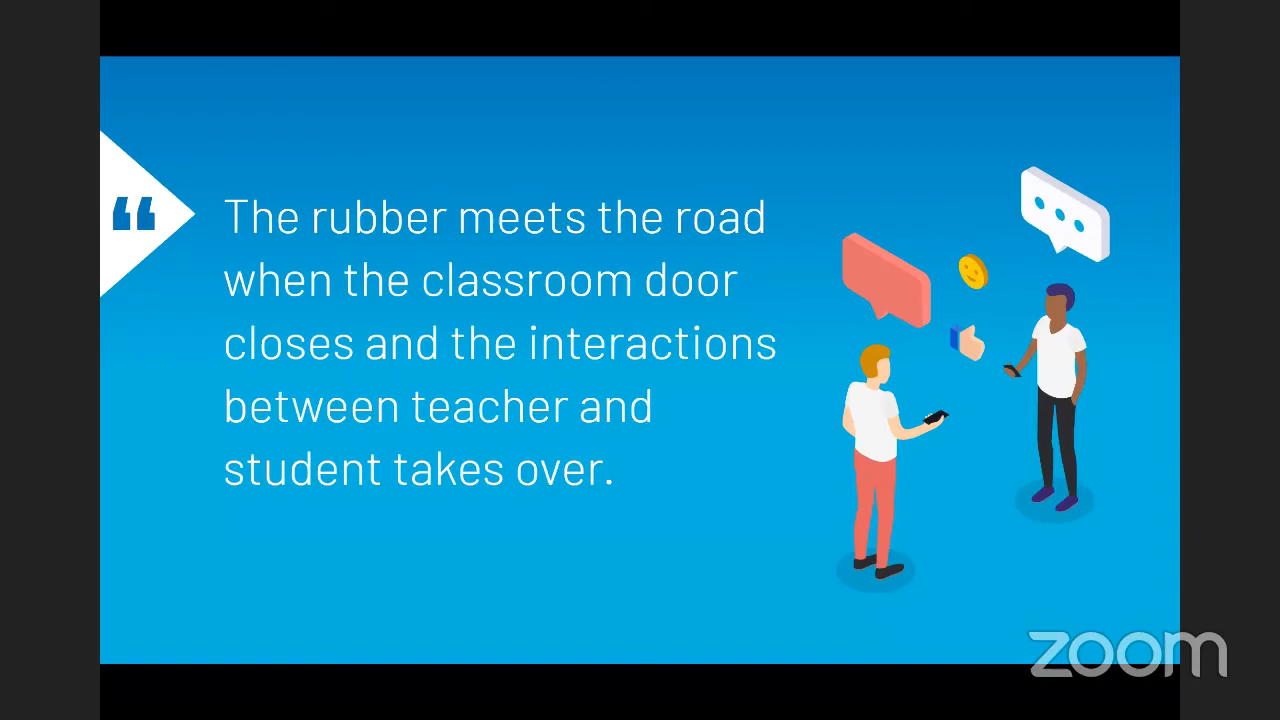 “
The rubber meets the road
when the classroom door
closes and the interactions
between teacher and
student takes over.
zoom